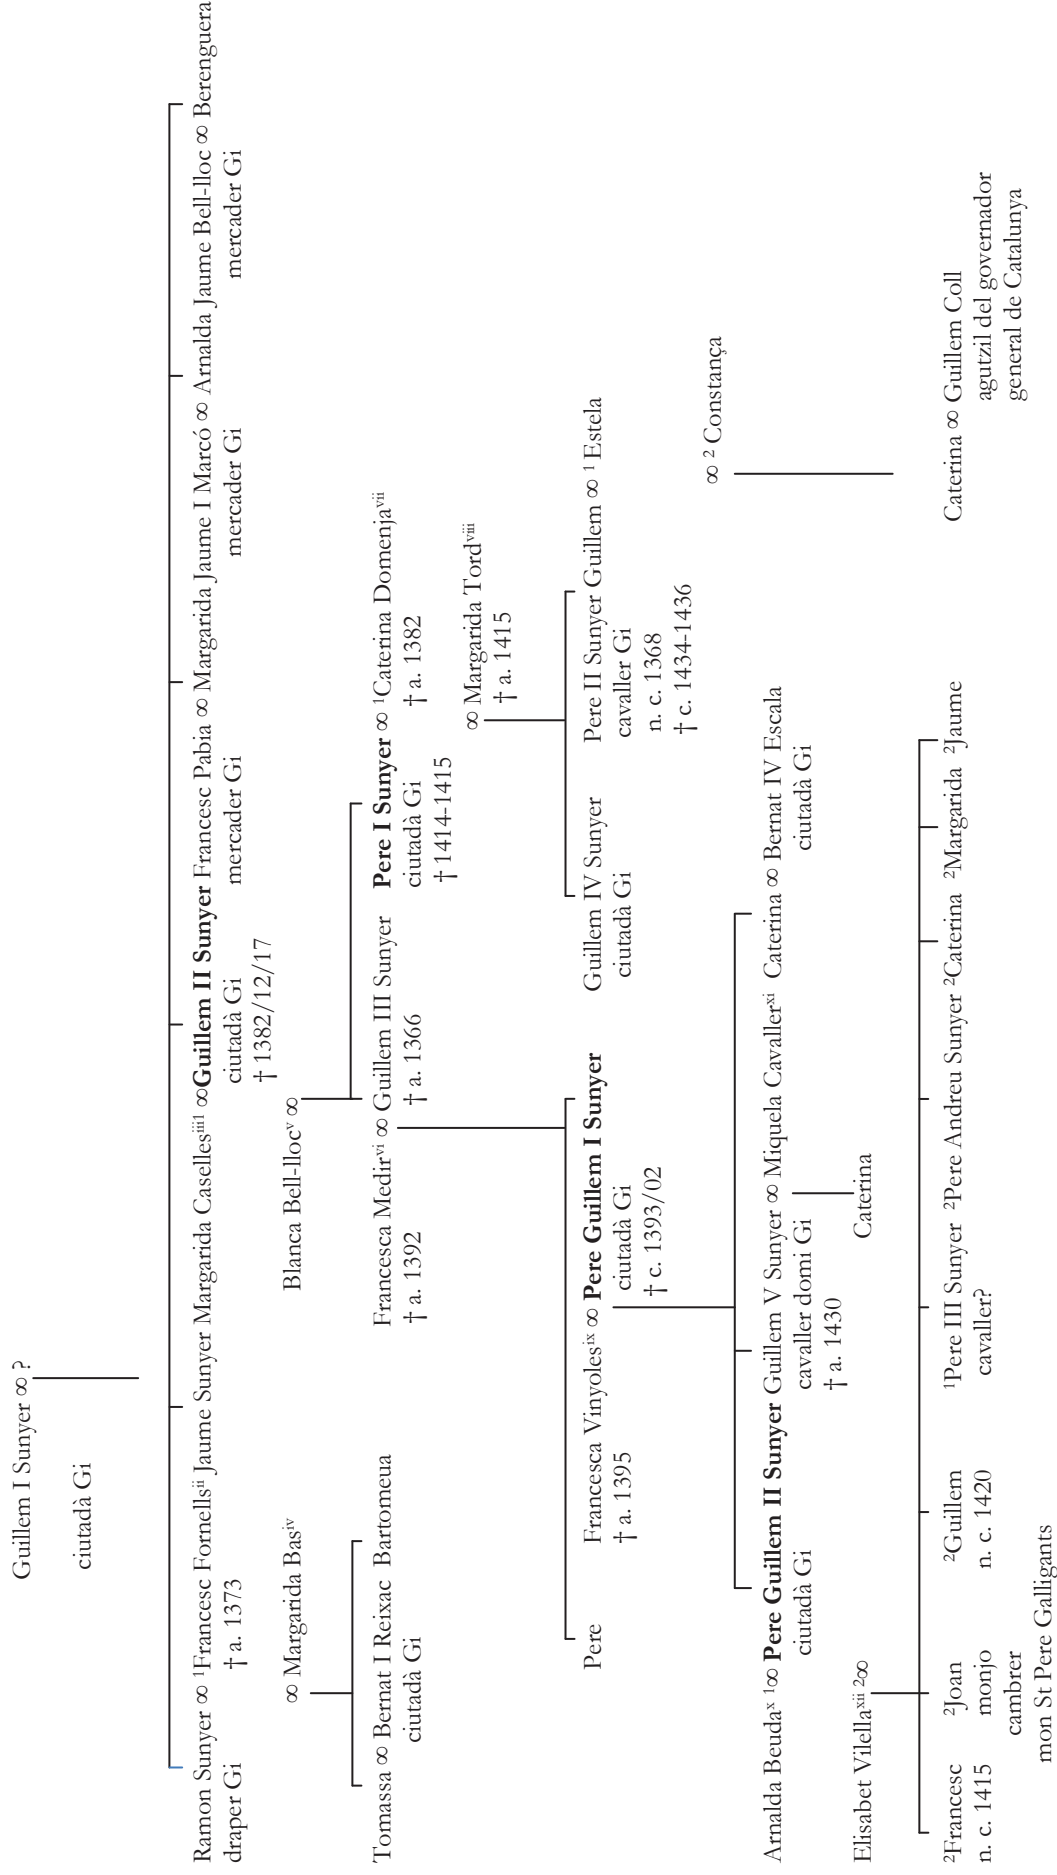 Guillem I Sunyer ∞ ?
ciutadà Gi
Ramon Sunyer ∞ ¹Francesc Fornellsⁱⁱ Jaume Sunyer Margarida Casellesⁱⁱⁱ¹ ∞Guillem II Sunyer Francesc Pabia ∞ Margarida Jaume I Marcó ∞ Arnalda Jaume Bell-lloc ∞ Berenguera
draper Gi † a. 1373 ciutadà Gi mercader Gi mercader Gi mercader Gi
† 1382/12/17
∞ Margarida Basⁱᵛ Blanca Bell-llocᵛ ∞
Tomassa ∞ Bernat I Reixac Bartomeua Francesca Medirᵛⁱ ∞ Guillem III Sunyer Pere I Sunyer ∞ ¹Caterina Domenjaᵛⁱⁱ
ciutadà Gi † a. 1392 † a. 1366 ciutadà Gi † a. 1382
† 1414-1415
∞ Margarida Tordᵛⁱⁱⁱ
† a. 1415
Pere Francesca Vinyolesⁱˣ ∞ Pere Guillem I Sunyer Guillem IV Sunyer Pere II Sunyer Guillem ∞ ¹ Estela
† a. 1395 ciutadà Gi ciutadà Gi cavaller Gi
† c. 1393/02 n. c. 1368
† c. 1434-1436
∞ ² Constança
Arnalda Beudaˣ ¹∞ Pere Guillem II Sunyer Guillem V Sunyer ∞ Miquela Cavallerˣⁱ Caterina ∞ Bernat IV Escala
ciutadà Gi cavaller domi Gi ciutadà Gi
† a. 1430
Elisabet Vilellaˣⁱⁱ ²∞ Caterina
²Francesc ²Joan ²Guillem ¹Pere III Sunyer ²Pere Andreu Sunyer ²Caterina ²Margarida ²Jaume Caterina ∞ Guillem Coll
n. c. 1415 monjo n. c. 1420 cavaller? agutzil del governador
cambrer general de Catalunya
mon St Pere Galligants